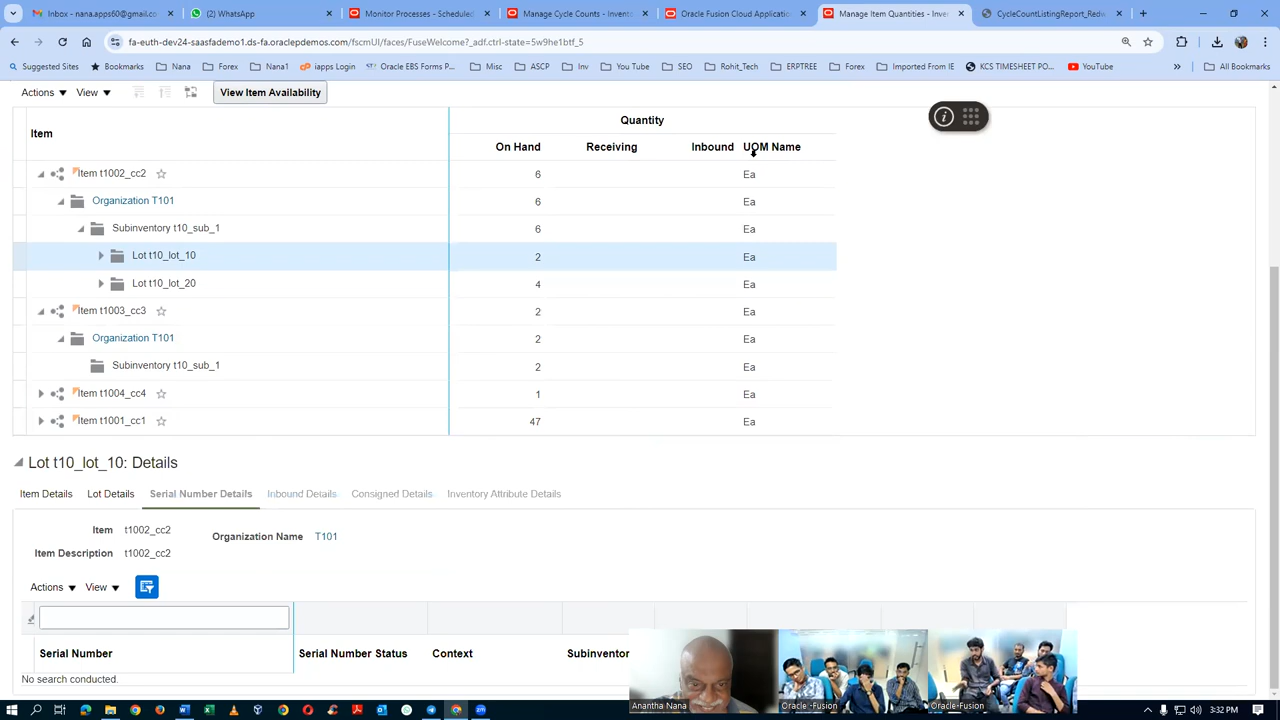 Inbox - nana.apps60@gmail.com
(2) WhatsApp
Monitor Processes - Scheduled
Manage Cycle Counts - Invento
Oracle Fusion Cloud Application
Manage Item Quantities - Inven
CycleCountListingReport_Redw
fa-euth-dev24-saasfademo1.ds-fa.oraclepdemos.com/fscmUI/faces/FuseWelcome?_adf.ctrl-state=5w9he1btf_5
Suggested Sites
Bookmarks
Nana
Forex
Nana1
iapps Login
Oracle EBS Forms P...
Misc
ASCP
Inv
You Tube
SEO
Rohit_Tech
ERPTREE
Forex
Imported From IE
KCS TIMESHEET PO...
YouTube
»
All Bookmarks
Actions
View
View Item Availability
Quantity
Item
On Hand
Receiving
Inbound
UOM Name
Item t1002_cc2 6 Ea
Organization T101 6 Ea
Subinventory t10_sub_1 6 Ea
Lot t10_lot_10 2 Ea
Lot t10_lot_20 4 Ea
Item t1003_cc3 2 Ea
Organization T101 2 Ea
Subinventory t10_sub_1 2 Ea
Item t1004_cc4 1 Ea
Item t1001_cc1 47 Ea
Lot t10_lot_10: Details
Item Details
Lot Details
Serial Number Details
Inbound Details
Consigned Details
Inventory Attribute Details
Item t1002_cc2
Organization Name T101
Item Description t1002_cc2
Actions
View
Serial Number
Serial Number Status
Context
Subinventor
No search conducted.
Anantha Nana
Oracle -Fusion
Oracle-Fusion
3:32 PM